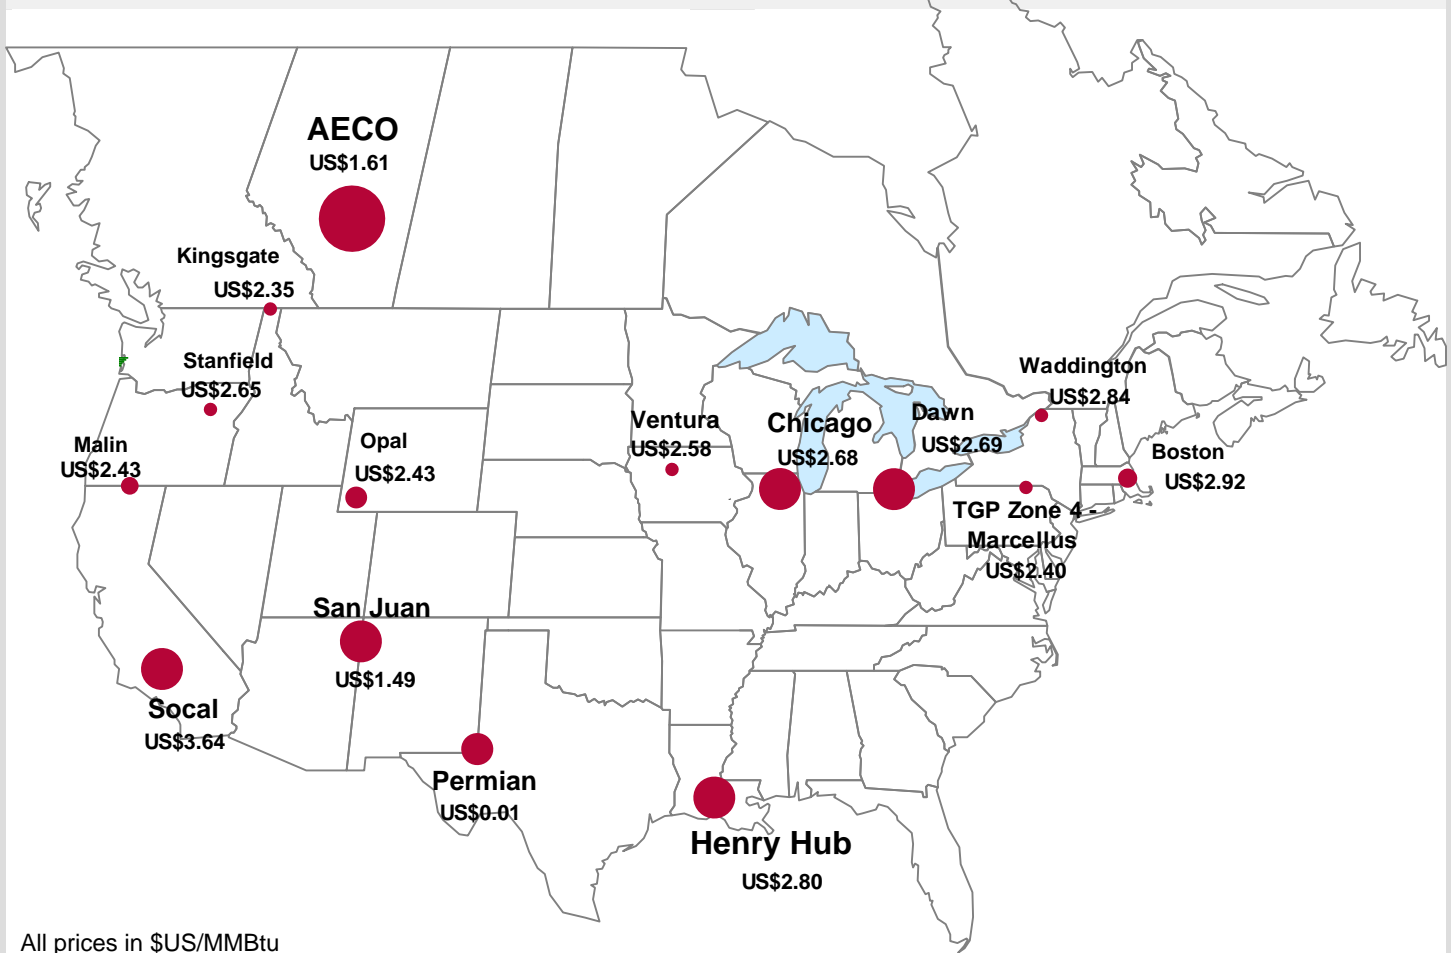 AECO
US$1.61
Kingsgate
US$2.35
Stanfield
US$2.65
Waddington
US$2.84
Malin
US$2.43
Opal
US$2.43
Ventura
US$2.58
Chicago
US$2.68
Dawn
US$2.69
Boston
US$2.92
TGP Zone 4 -
Marcellus
US$2.40
San Juan
US$1.49
Socal
US$3.64
Permian
US$0.01
Henry Hub
US$2.80
All prices in $US/MMBtu